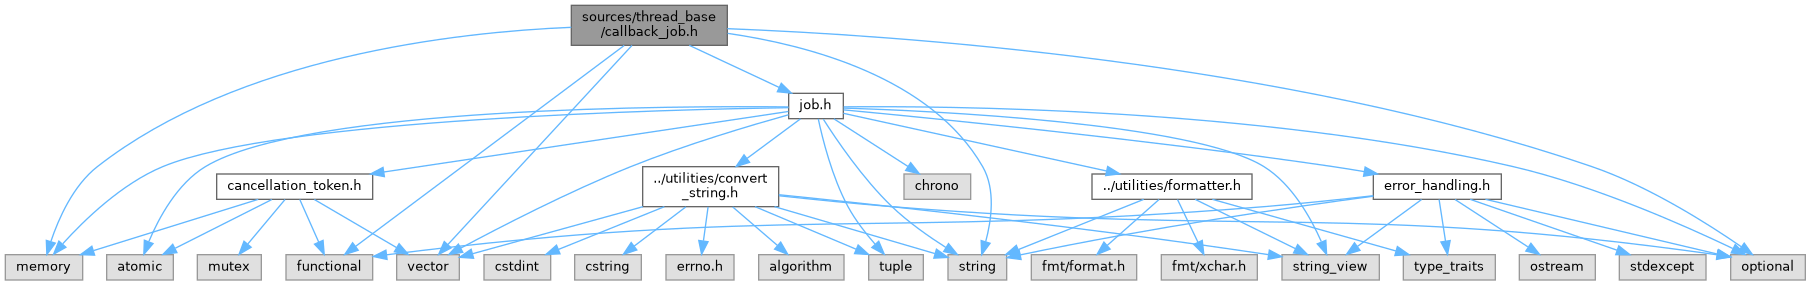 sources/thread_base
/callback_job.h
job.h
cancellation_token.h
../utilities/convert
_string.h
chrono
../utilities/formatter.h
error_handling.h
memory
atomic
mutex
functional
vector
cstdint
cstring
errno.h
algorithm
tuple
string
fmt/format.h
fmt/xchar.h
string_view
type_traits
ostream
stdexcept
optional